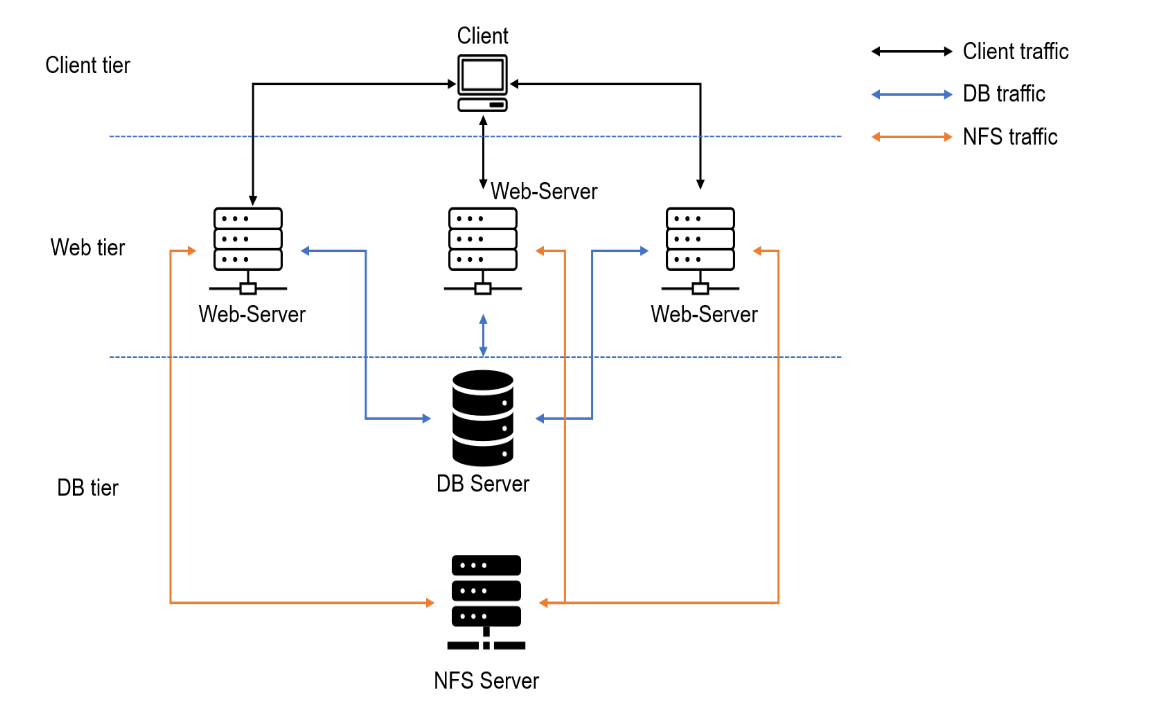 Client
Client tier
Client traffic
DB traffic
NFS traffic
Web-Server
Web tier
Web-Server
Web-Server
DB Server
DB tier
NFS Server